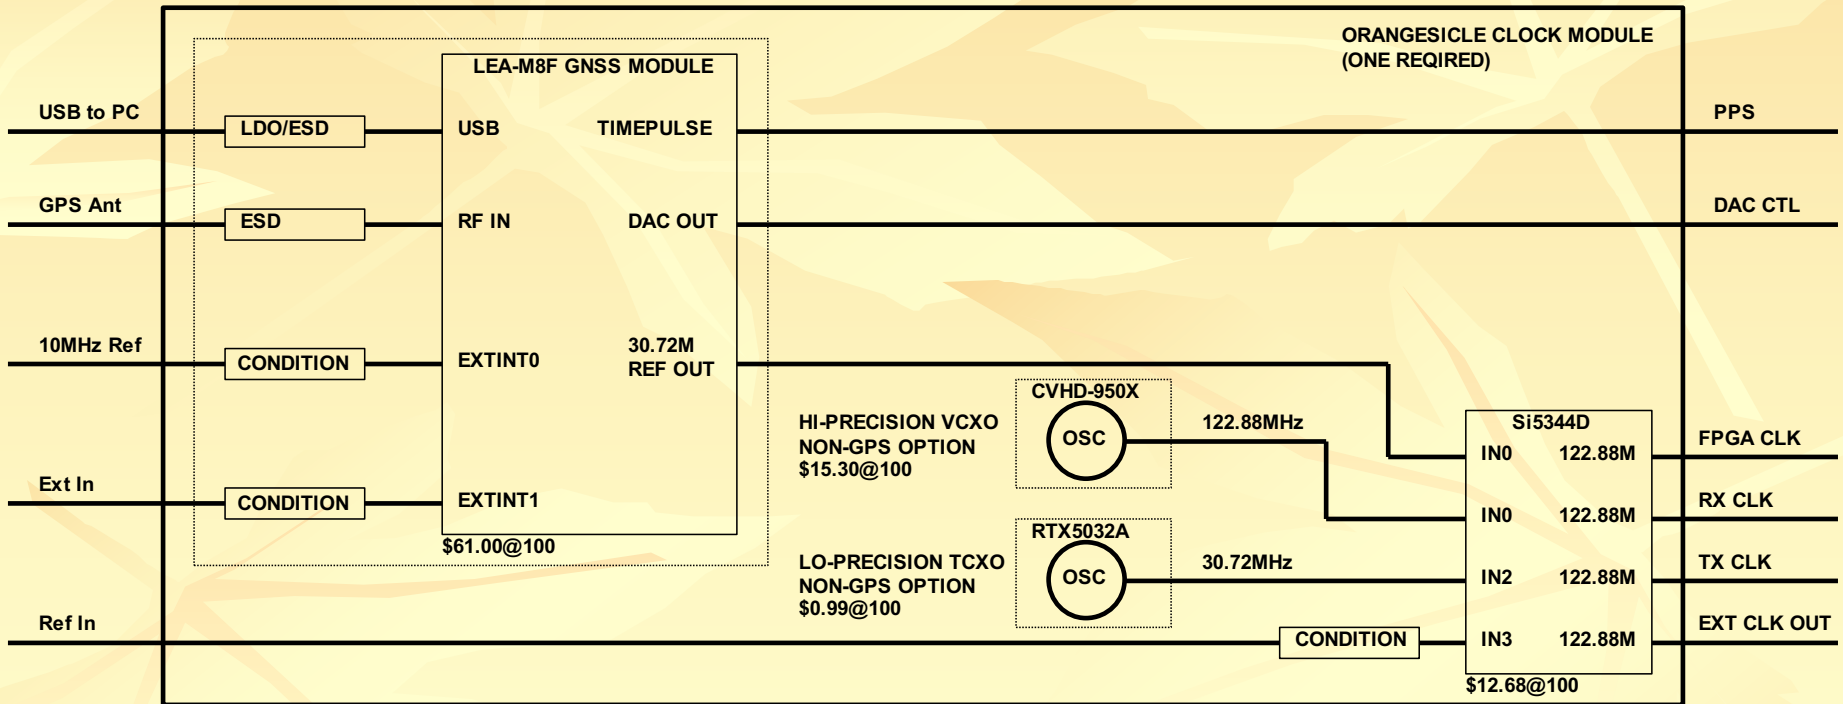 ORANGESICLE CLOCK MODULE
(ONE REQIRED)
LEA-M8F GNSS MODULE
USB to PC
LDO/ESD
USB
TIMEPULSE
PPS
GPS Ant
ESD
RF IN
DAC OUT
DAC CTL
10MHz Ref
CONDITION
EXTINT0
30.72M
REF OUT
Ext In
CONDITION
EXTINT1
$61.00@100
HI-PRECISION VCXO
NON-GPS OPTION
$15.30@100
CVHD-950X
OSC
122.88MHz
LO-PRECISION TCXO
NON-GPS OPTION
$0.99@100
RTX5032A
OSC
30.72MHz
Si5344D
IN0
122.88M
FPGA CLK
IN0
122.88M
RX CLK
IN2
122.88M
TX CLK
Ref In
CONDITION
IN3
122.88M
EXT CLK OUT
$12.68@100